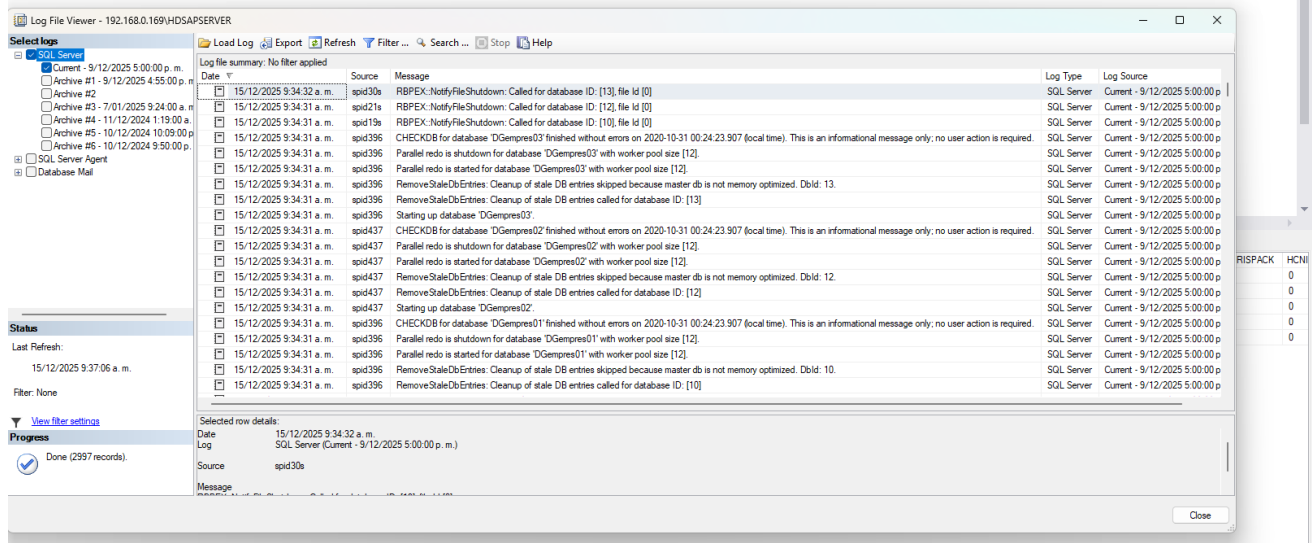 Log File Viewer - 192.168.0.169\HDSAPSERVER
Select logs
SQL Server
Current - 9/12/2025 5:00:00 p. m.
Archive #1 - 9/12/2025 4:55:00 p. m
Archive #2
Archive #3 - 7/01/2025 9:24:00 a. m
Archive #4 - 11/12/2024 1:19:00 a.
Archive #5 - 10/12/2024 10:09:00 p
Archive #6 - 10/12/2024 9:50:00 p.
SQL Server Agent
Database Mail
Load Log Export Refresh Filter ... Search ... Stop Help
Log file summary: No filter applied
Date Source Message Log Type Log Source
15/12/2025 9:34:32 a. m. spid30s RBPEX::NotifyFileShutdown: Called for database ID: [13], file Id [0] SQL Server Current - 9/12/2025 5:00:00 p
15/12/2025 9:34:31 a. m. spid21s RBPEX::NotifyFileShutdown: Called for database ID: [12], file Id [0] SQL Server Current - 9/12/2025 5:00:00 p
15/12/2025 9:34:31 a. m. spid19s RBPEX::NotifyFileShutdown: Called for database ID: [10], file Id [0] SQL Server Current - 9/12/2025 5:00:00 p
15/12/2025 9:34:31 a. m. spid396 CHECKDB for database 'DGempres03' finished without errors on 2020-10-31 00:24:23.907 (local time). This is an informational message only; no user action is required. SQL Server Current - 9/12/2025 5:00:00 p
15/12/2025 9:34:31 a. m. spid396 Parallel redo is shutdown for database 'DGempres03' with worker pool size [12]. SQL Server Current - 9/12/2025 5:00:00 p
15/12/2025 9:34:31 a. m. spid396 Parallel redo is started for database 'DGempres03' with worker pool size [12]. SQL Server Current - 9/12/2025 5:00:00 p
15/12/2025 9:34:31 a. m. spid396 RemoveStaleDbEntries: Cleanup of stale DB entries skipped because master db is not memory optimized. DbId: 13. SQL Server Current - 9/12/2025 5:00:00 p
15/12/2025 9:34:31 a. m. spid396 RemoveStaleDbEntries: Cleanup of stale DB entries called for database ID: [13] SQL Server Current - 9/12/2025 5:00:00 p
15/12/2025 9:34:31 a. m. spid396 Starting up database 'DGempres03'. SQL Server Current - 9/12/2025 5:00:00 p
15/12/2025 9:34:31 a. m. spid437 CHECKDB for database 'DGempres02' finished without errors on 2020-10-31 00:24:23.907 (local time). This is an informational message only; no user action is required. SQL Server Current - 9/12/2025 5:00:00 p
15/12/2025 9:34:31 a. m. spid437 Parallel redo is shutdown for database 'DGempres02' with worker pool size [12]. SQL Server Current - 9/12/2025 5:00:00 p
15/12/2025 9:34:31 a. m. spid437 Parallel redo is started for database 'DGempres02' with worker pool size [12]. SQL Server Current - 9/12/2025 5:00:00 p
15/12/2025 9:34:31 a. m. spid437 RemoveStaleDbEntries: Cleanup of stale DB entries skipped because master db is not memory optimized. DbId: 12. SQL Server Current - 9/12/2025 5:00:00 p
15/12/2025 9:34:31 a. m. spid437 RemoveStaleDbEntries: Cleanup of stale DB entries called for database ID: [12] SQL Server Current - 9/12/2025 5:00:00 p
15/12/2025 9:34:31 a. m. spid437 Starting up database 'DGempres02'. SQL Server Current - 9/12/2025 5:00:00 p
15/12/2025 9:34:31 a. m. spid396 CHECKDB for database 'DGempres01' finished without errors on 2020-10-31 00:24:23.907 (local time). This is an informational message only; no user action is required. SQL Server Current - 9/12/2025 5:00:00 p
15/12/2025 9:34:31 a. m. spid396 Parallel redo is shutdown for database 'DGempres01' with worker pool size [12]. SQL Server Current - 9/12/2025 5:00:00 p
15/12/2025 9:34:31 a. m. spid396 Parallel redo is started for database 'DGempres01' with worker pool size [12]. SQL Server Current - 9/12/2025 5:00:00 p
15/12/2025 9:34:31 a. m. spid396 RemoveStaleDbEntries: Cleanup of stale DB entries skipped because master db is not memory optimized. DbId: 10. SQL Server Current - 9/12/2025 5:00:00 p
15/12/2025 9:34:31 a. m. spid396 RemoveStaleDbEntries: Cleanup of stale DB entries called for database ID: [10] SQL Server Current - 9/12/2025 5:00:00 p
Status
Last Refresh:
15/12/2025 9:37:06 a. m.
Filter: None
View filter settings
Progress
Done (2997 records).
Selected row details:
Date 15/12/2025 9:34:32 a. m.
Log SQL Server (Current - 9/12/2025 5:00:00 p. m.)
Source spid30s
Message
Close
RISPACK HCNI
0
0
0
0
0